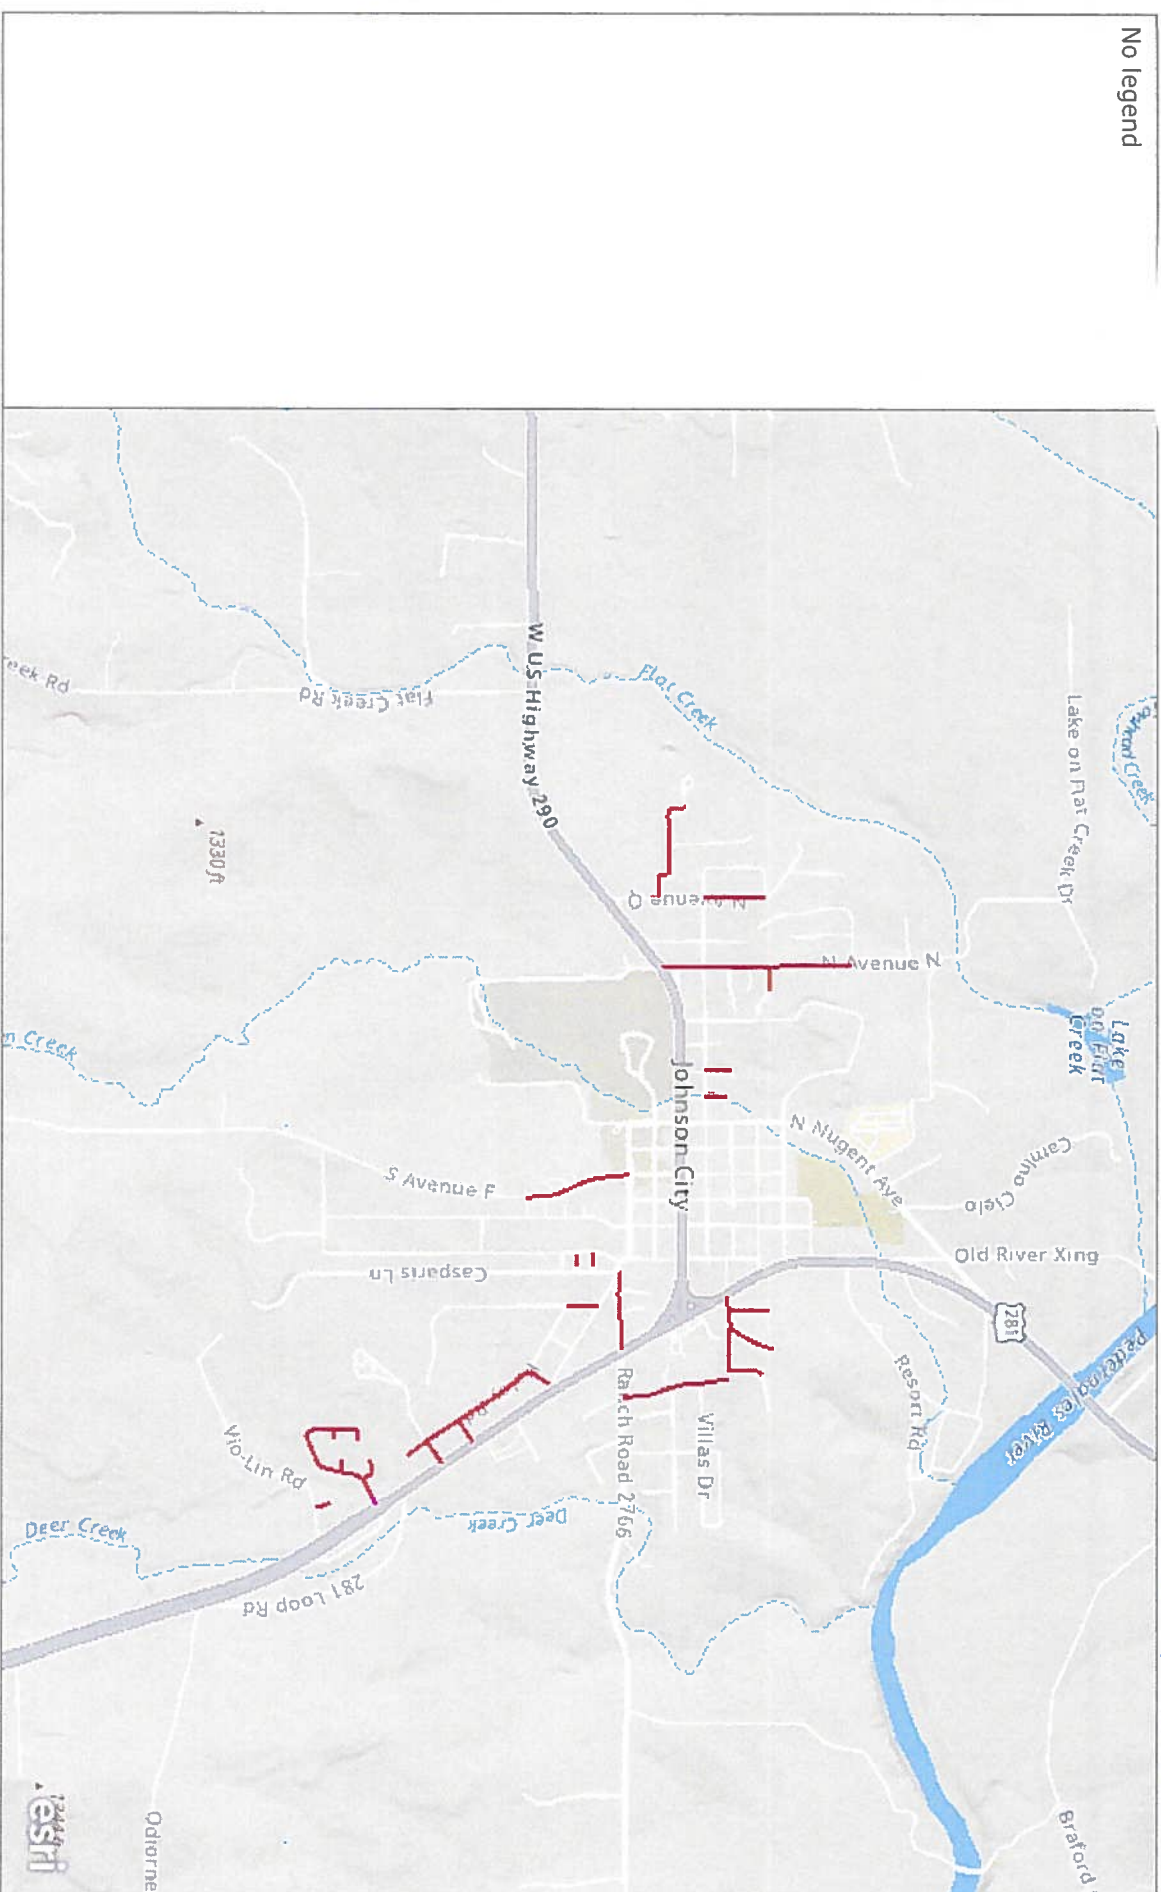 No legend
Lake on Flat Creek Dr
Lake
on Flat
Creek
Flat Creek
W US Highway 290
Flat Creek Rd
eek Rd
1330 ft
N Avenue Q
N Avenue N
Creek
Johnson City
N Nugent Ave
Camino Cielo
Old River Xing
S Avenue F
Casparis Ln
281
Pedernales River
Resort Rd
Ranch Road 2766
Villas Dr
Vio-Lin Rd
Deer Creek
Deer Creek
281 Loop Rd
Odiorne
Braford
esri